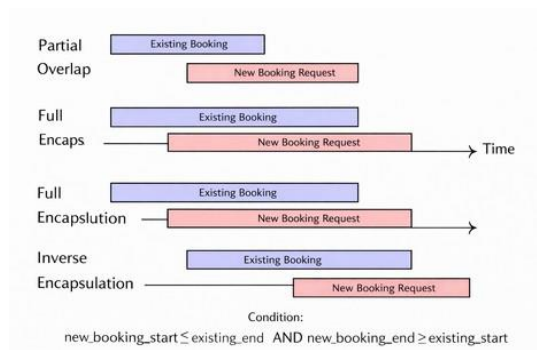 Partial
Existing Booking
Overlap
New Booking Request
Full
Existing Booking
Encaps
New Booking Request
Time
Full
Existing Booking
Encapslution
New Booking Request
Inverse
Existing Booking
Encapsulation
New Booking Request
Condition:
new_booking_start ≤ existing_end AND new_booking_end ≥ existing_start